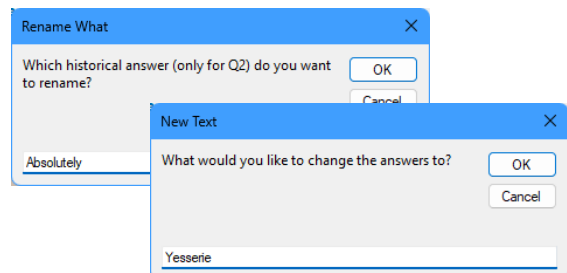 Rename What
Which historical answer (only for Q2) do you want
to rename?
OK
Cancel
Absolutely
New Text
What would you like to change the answers to?
OK
Cancel
Yesserie